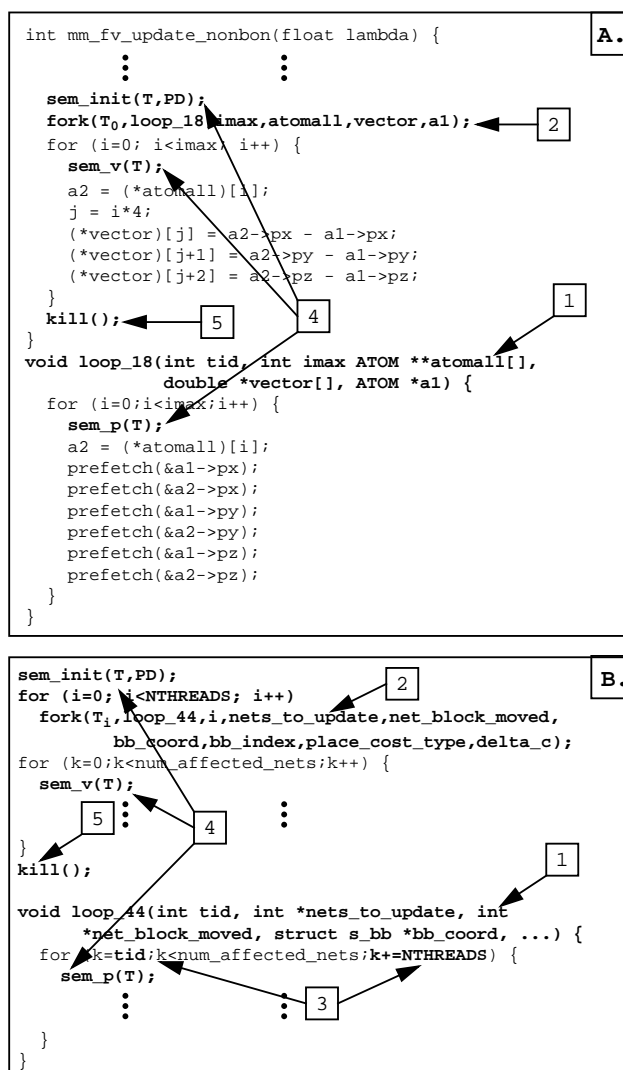 A.
int mm_fv_update_nonbon(float lambda) {
sem_init(T,PD);
fork(T0,loop_18,imax,atomall,vector,a1);
2
for (i=0; i<imax; i++) {
sem_v(T);
a2 = (*atomall)[i];
j = i*4;
(*vector)[j] = a2->px - a1->px;
(*vector)[j+1] = a2->py - a1->py;
(*vector)[j+2] = a2->pz - a1->pz;
}
kill();
5
4
1
}
void loop_18(int tid, int imax ATOM **atomall[],
double *vector[], ATOM *a1) {
for (i=0;i<imax;i++) {
sem_p(T);
a2 = (*atomall)[i];
prefetch(&a1->px);
prefetch(&a2->px);
prefetch(&a1->py);
prefetch(&a2->py);
prefetch(&a1->pz);
prefetch(&a2->pz);
}
}
B.
sem_init(T,PD);
for (i=0; i<NTHREADS; i++)
2
fork(Ti,loop_44,i,nets_to_update,net_block_moved,
bb_coord,bb_index,place_cost_type,delta_c);
for (k=0;k<num_affected_nets;k++) {
sem_v(T);
5
4
}
kill();
1
void loop_44(int tid, int *nets_to_update, int
*net_block_moved, struct s_bb *bb_coord, ...) {
for (k=tid;k<num_affected_nets;k+=NTHREADS) {
sem_p(T);
3
}
}